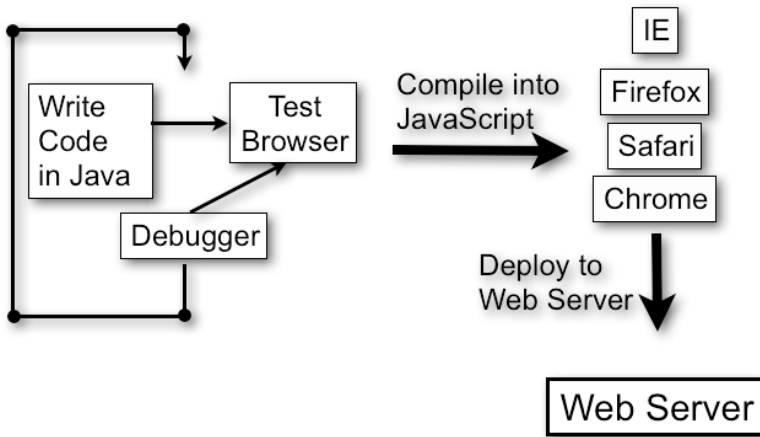 Write
Code
in Java
Test
Browser
Debugger
Compile into
JavaScript
IE
Firefox
Safari
Chrome
Deploy to
Web Server
Web Server